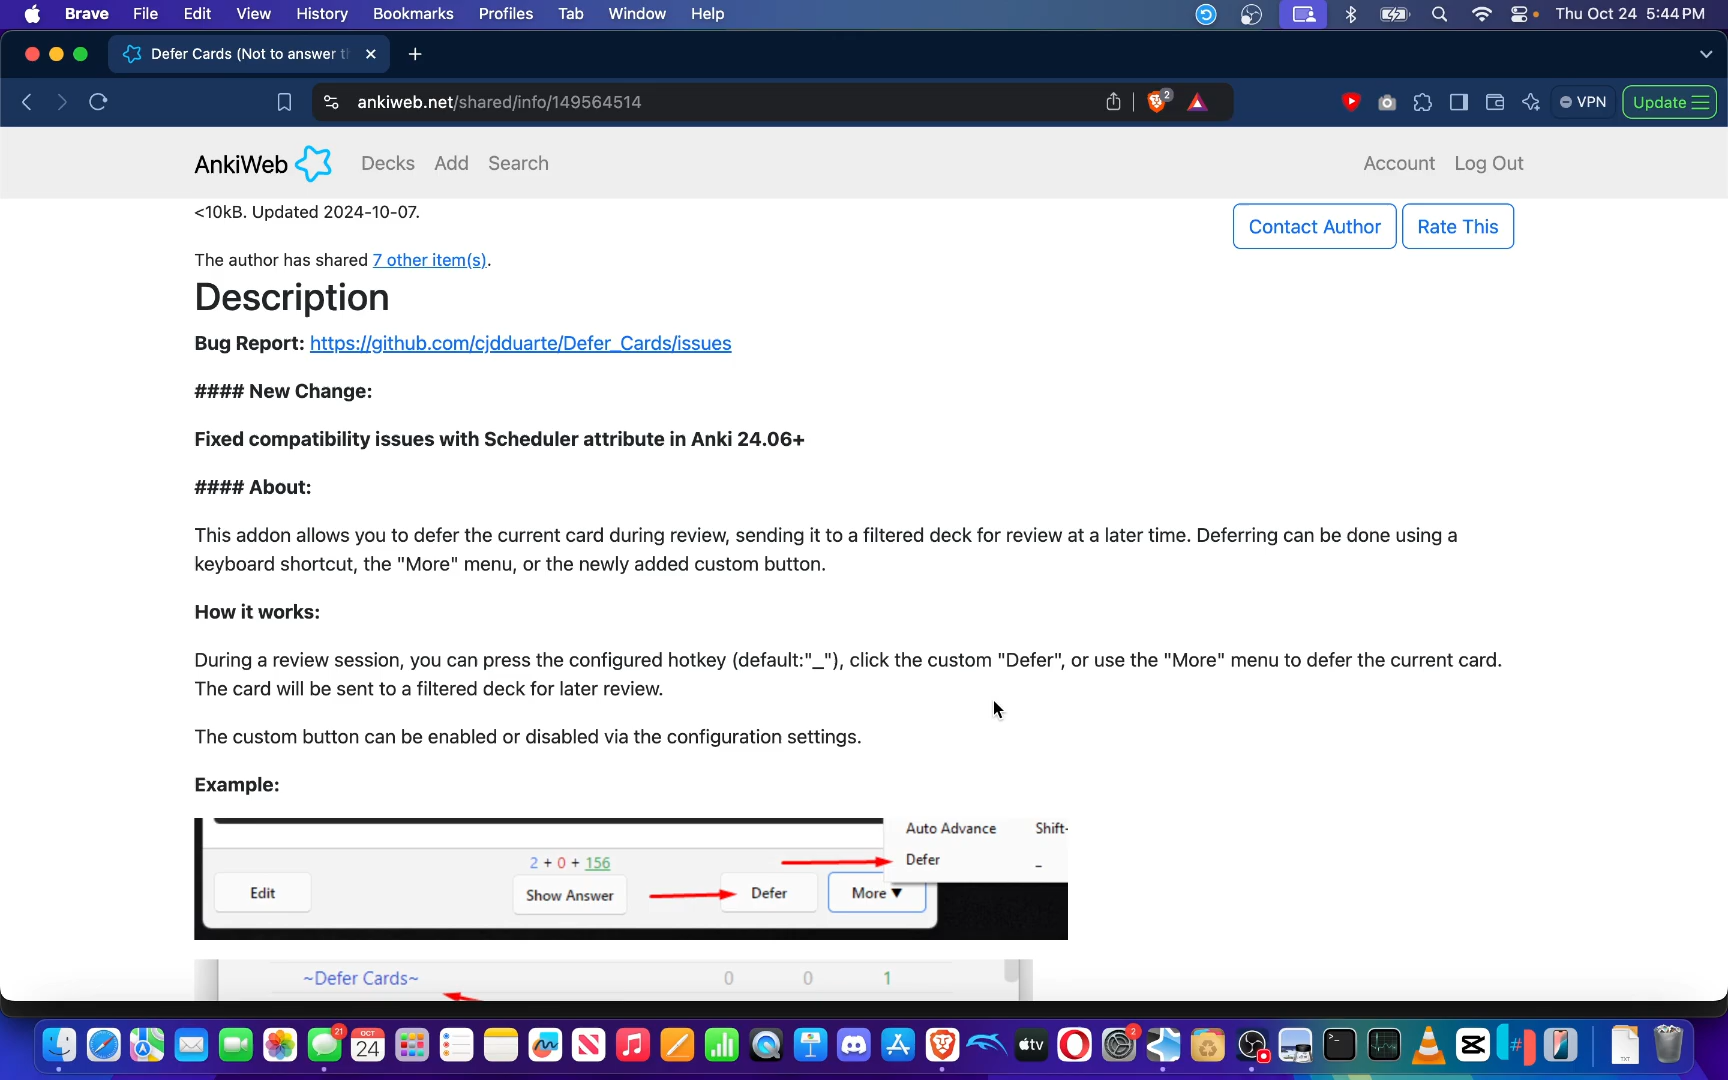 Brave File Edit View History Bookmarks Profiles Tab Window Help Thu Oct 24 5:44 PM
Defer Cards (Not to answer th
ankiweb.net/shared/info/149564514 2 VPN Update
AnkiWeb Decks Add Search Account Log Out
<10kB. Updated 2024-10-07.
Contact Author Rate This
The author has shared 7 other item(s).
Description
Bug Report: https://github.com/cjdduarte/Defer_Cards/issues
#### New Change:
Fixed compatibility issues with Scheduler attribute in Anki 24.06+
#### About:
This addon allows you to defer the current card during review, sending it to a filtered deck for review at a later time. Deferring can be done using a
keyboard shortcut, the "More" menu, or the newly added custom button.
How it works:
During a review session, you can press the configured hotkey (default:"_"), click the custom "Defer", or use the "More" menu to defer the current card.
The card will be sent to a filtered deck for later review.
The custom button can be enabled or disabled via the configuration settings.
Example:
Auto Advance Shift-
Defer _
2 + 0 + 156
Edit Show Answer Defer More ▼
~Defer Cards~ 0 0 1
21 OCT 24 tv 2 TXT